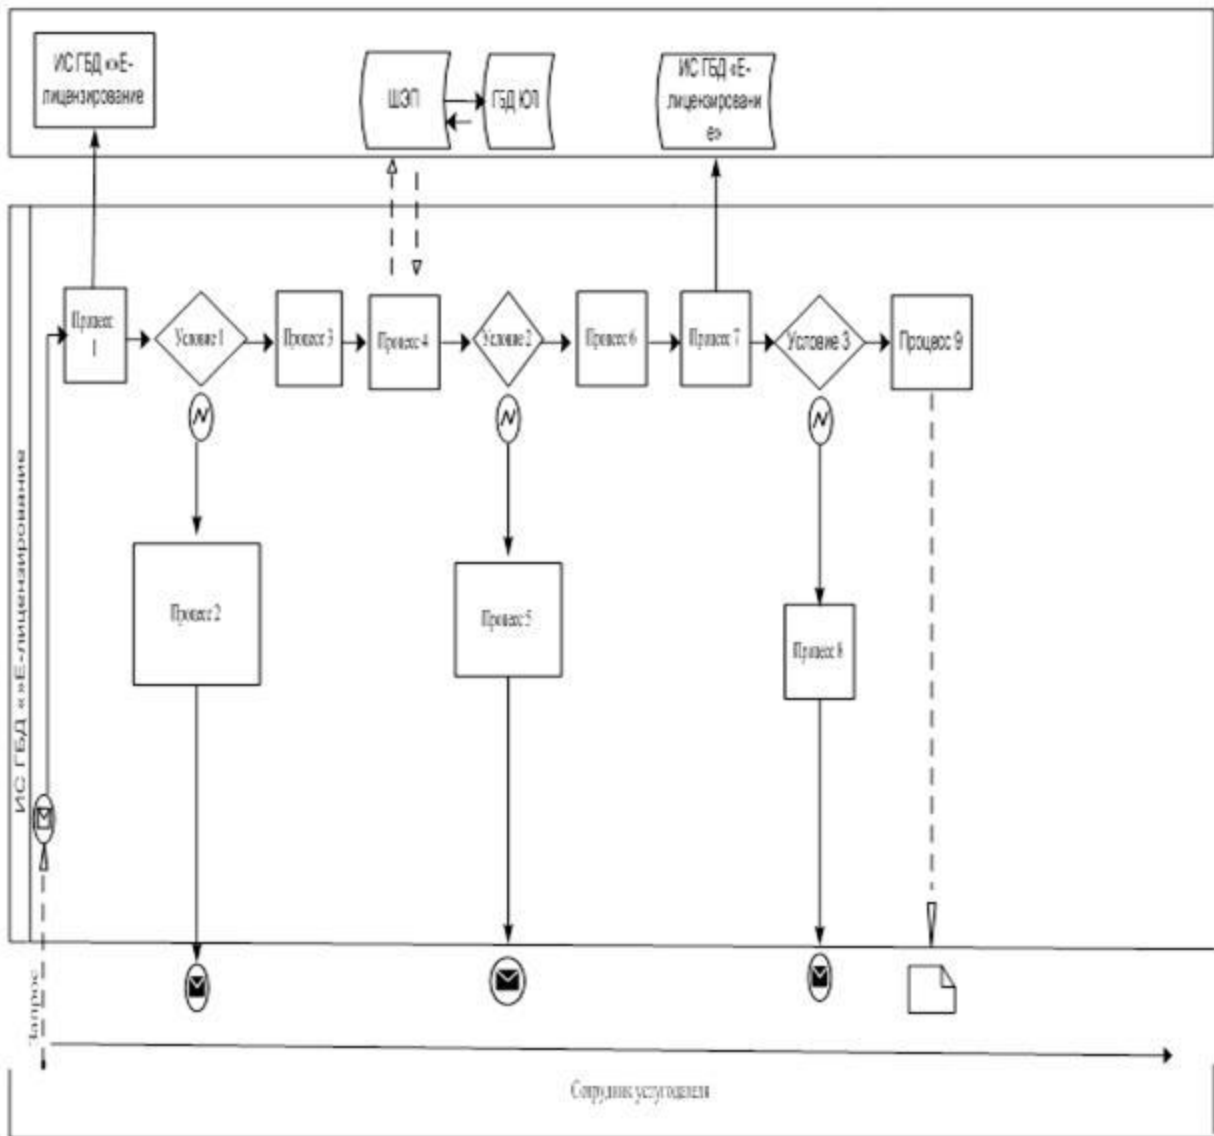 ИС ГБД «»Е-
лицензирование
ШЭП
ГБД ЮЛ
ИС ГБД «Е-
лицензировани
е»
Процесс
1
Условие 1
Процесс 3
Процесс 4
Условие 2
Процесс 6
Процесс 7
Условие 3
Процесс 9
Процесс 2
Процесс 5
Процесс 8
ИС ГБД «»Е-лицензирование
Запрос
Сотрудник услугодателя